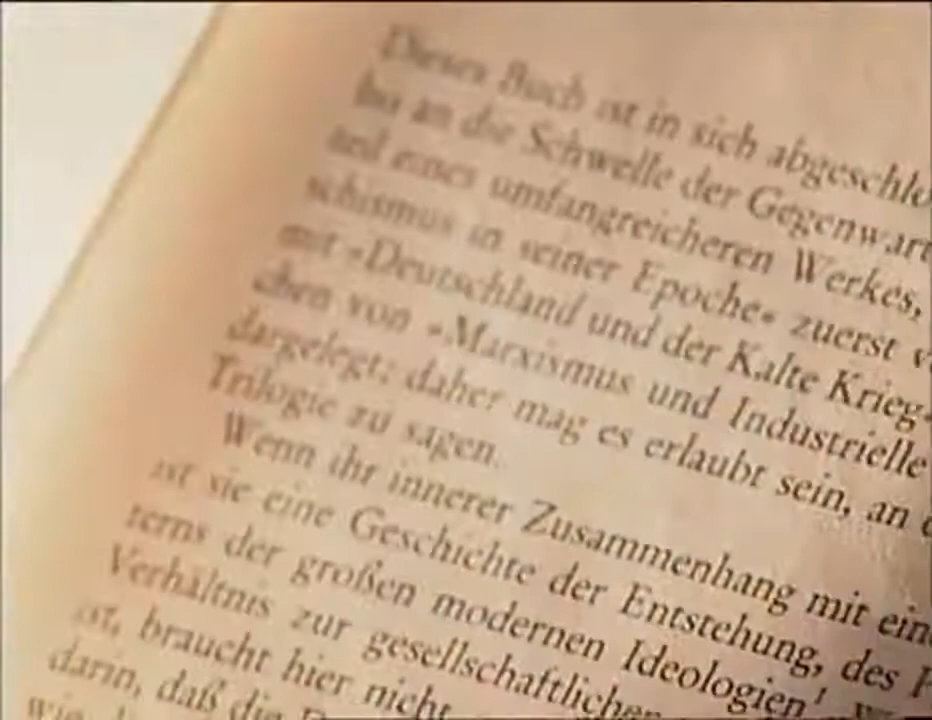 Dieses Buch ist in sich abgeschlo
bis an die Schwelle der Gegenwart
teil eines umfangreicheren Werkes,
schismus in seiner Epoche« zuerst v
mit »Deutschland und der Kalte Krieg«
chen von »Marxismus und Industrielle
dargelegt; daher mag es erlaubt sein, an d
Trilogie zu sagen.
Wenn ihr innerer Zusammenhang mit ein
ist sie eine Geschichte der Entstehung, des
terns der großen modernen Ideologien¹
Verhältnis zur gesellschaftlichen
ist, braucht hier nicht
darin, daß die